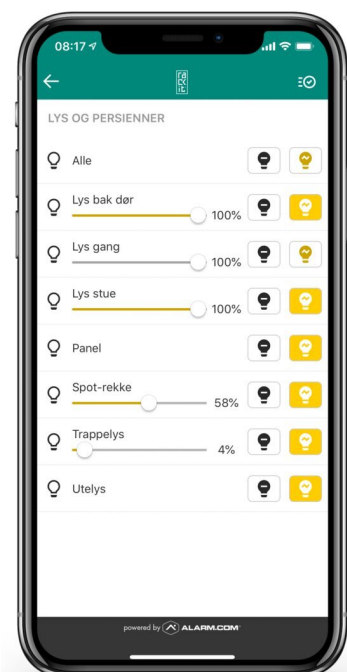 08:17
LYS OG PERSIENNER
Alle
Lys bak dør
100%
Lys gang
100%
Lys stue
100%
Panel
Spot-rekke
58%
Trappelys
4%
Utelys
powered by ALARM.COM